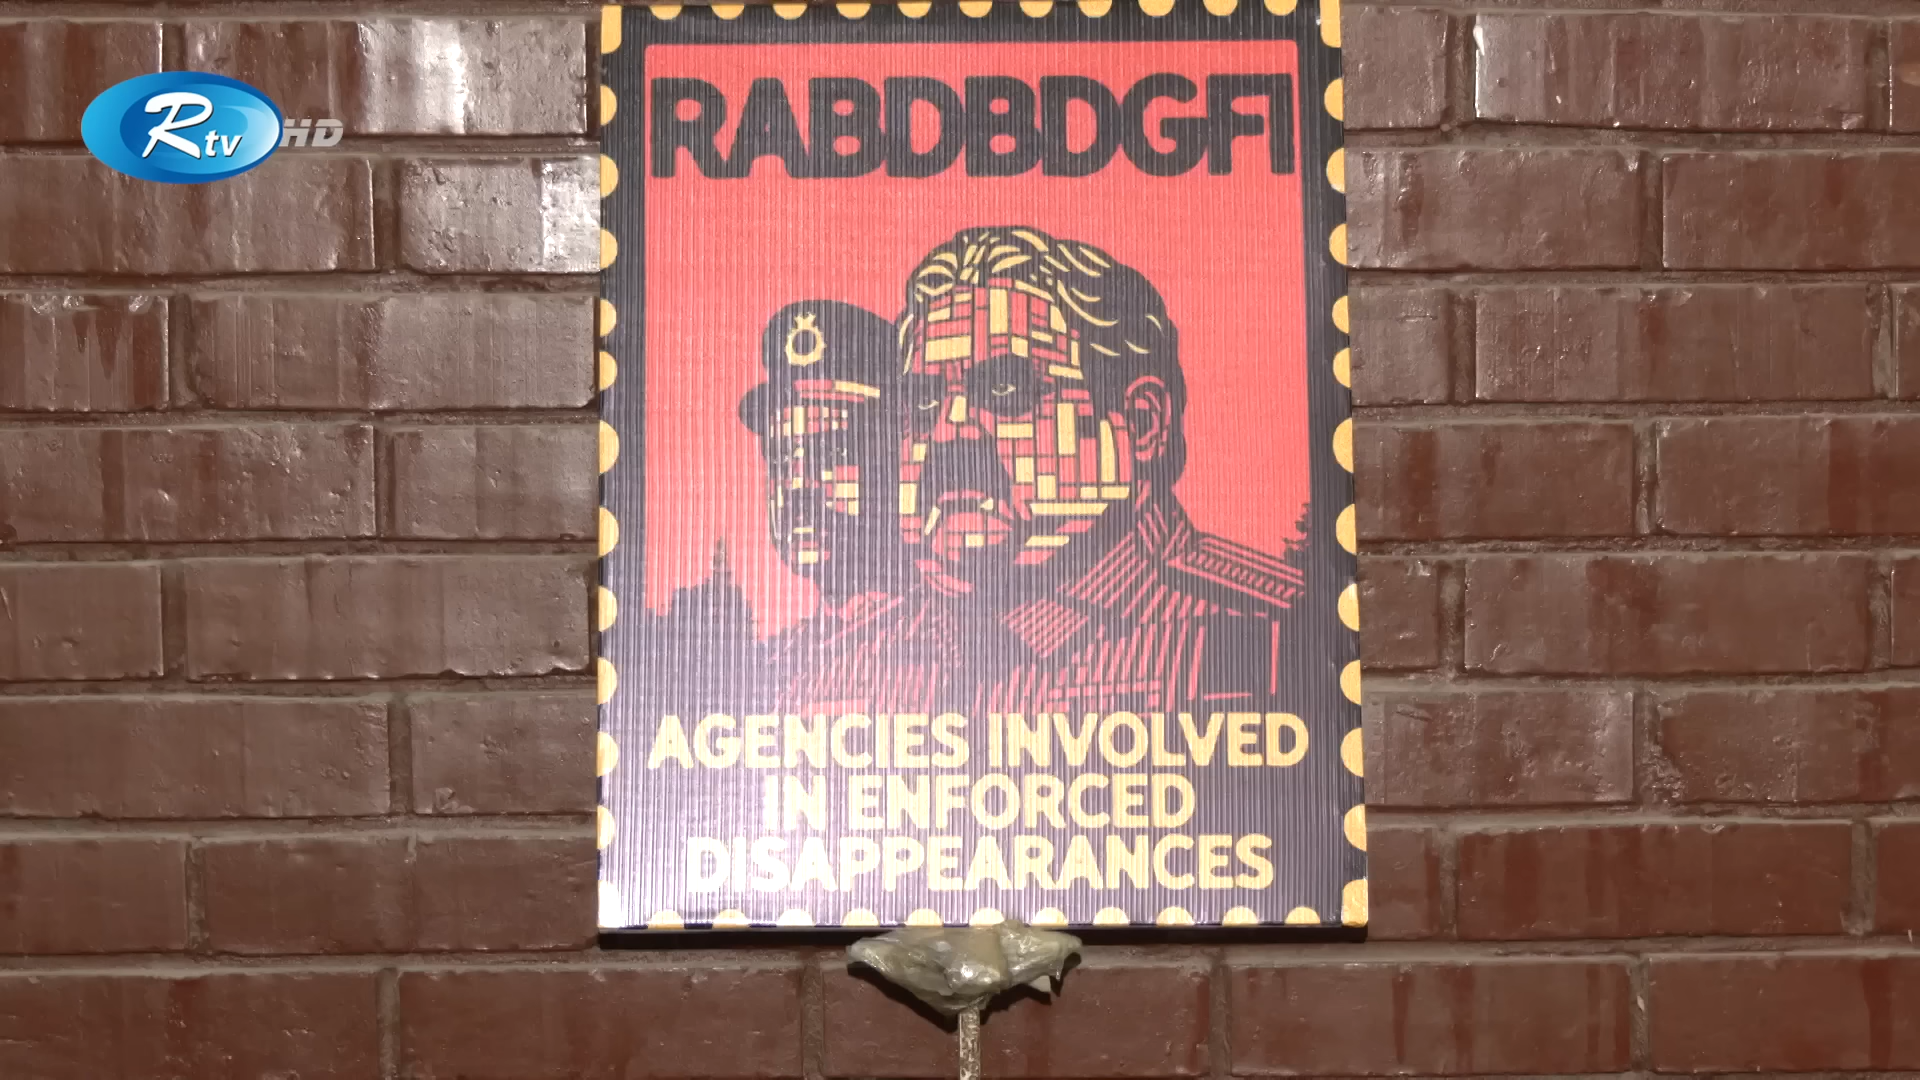 Rtv HD
RABDBDGFI
AGENCIES INVOLVED
IN ENFORCED
DISAPPEARANCES